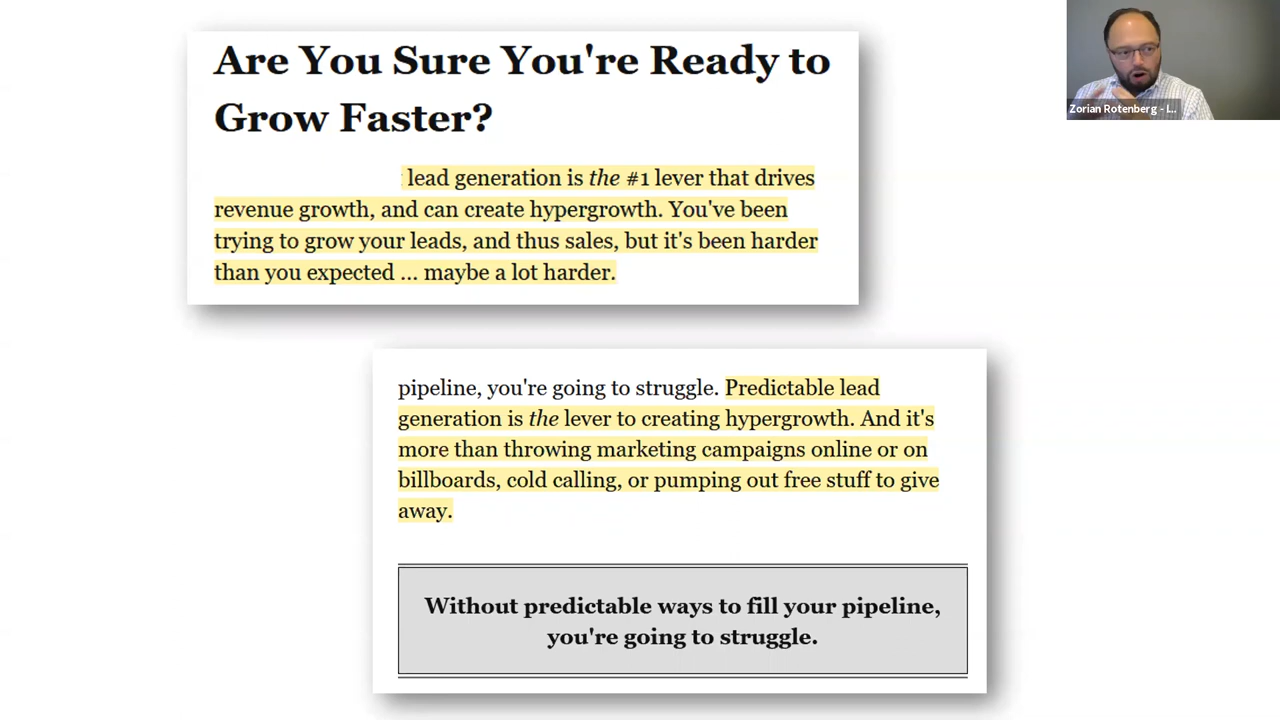 Are You Sure You're Ready to
Grow Faster?
lead generation is the #1 lever that drives
revenue growth, and can create hypergrowth. You've been
trying to grow your leads, and thus sales, but it's been harder
than you expected ... maybe a lot harder.
pipeline, you're going to struggle. Predictable lead
generation is the lever to creating hypergrowth. And it's
more than throwing marketing campaigns online or on
billboards, cold calling, or pumping out free stuff to give
away.
Without predictable ways to fill your pipeline,
you're going to struggle.
Zorian Rotenberg - I...